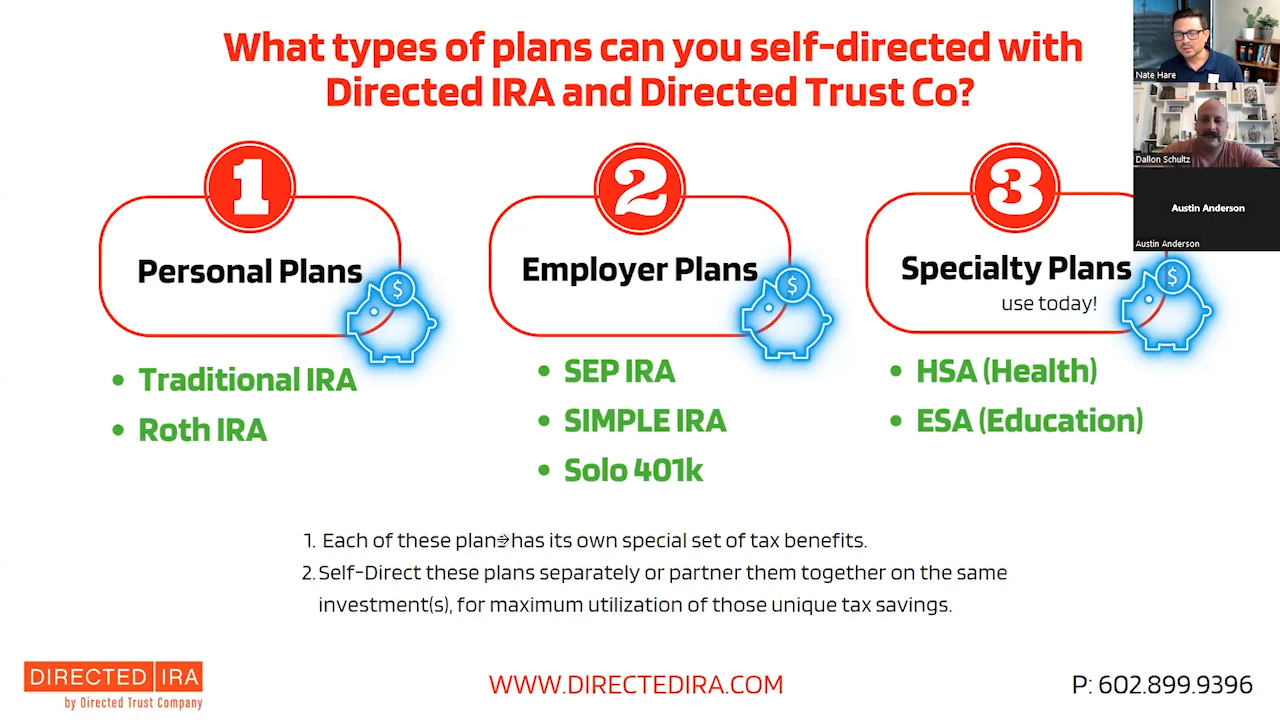 What types of plans can you self-directed with
Directed IRA and Directed Trust Co?
Nate Hare
Dallon Schultz
Austin Anderson
Austin Anderson
1
Personal Plans
$
• Traditional IRA
• Roth IRA
2
Employer Plans
$
• SEP IRA
• SIMPLE IRA
• Solo 401k
3
Specialty Plans
use today!
$
• HSA (Health)
• ESA (Education)
1. Each of these plans has its own special set of tax benefits.
2. Self-Direct these plans separately or partner them together on the same
investment(s), for maximum utilization of those unique tax savings.
DIRECTED IRA
by Directed Trust Company
WWW.DIRECTEDIRA.COM
P: 602.899.9396